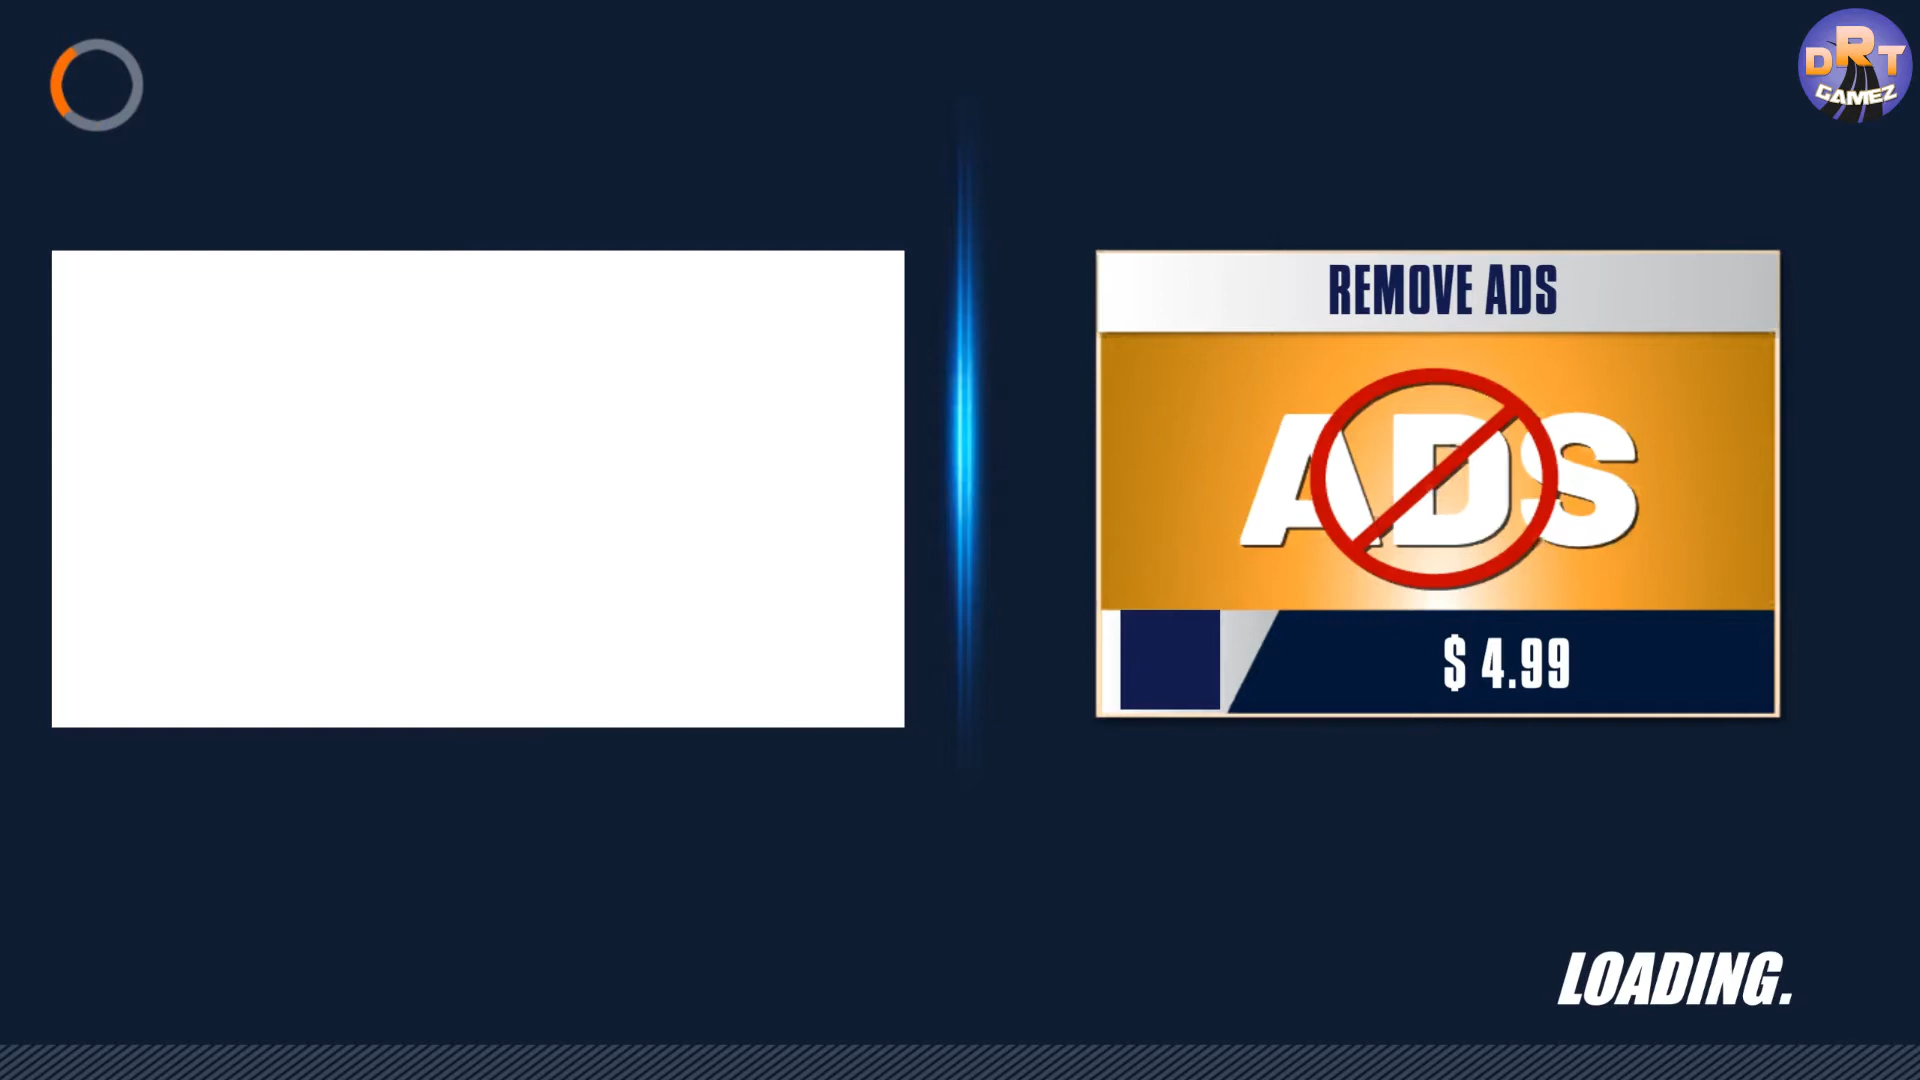 DRT
GAMEZ
REMOVE ADS
ADS
$ 4.99
LOADING.